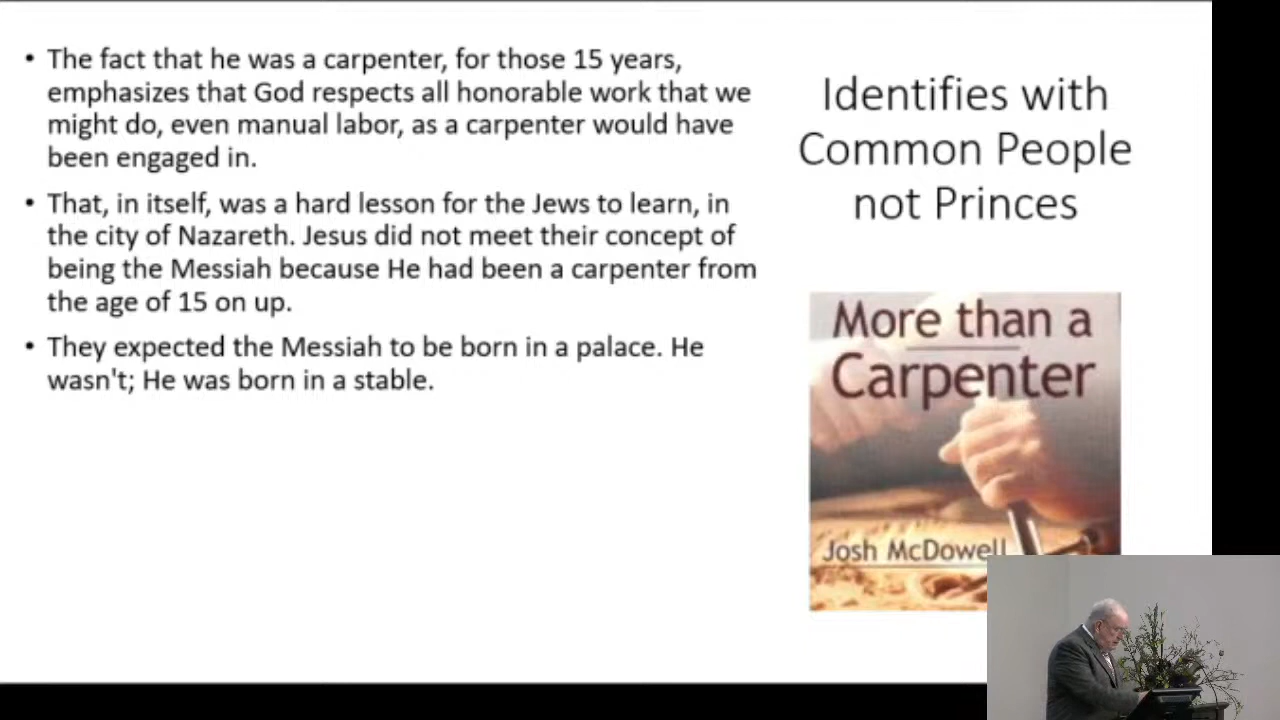 • The fact that he was a carpenter, for those 15 years,
emphasizes that God respects all honorable work that we
might do, even manual labor, as a carpenter would have
been engaged in.
• That, in itself, was a hard lesson for the Jews to learn, in
the city of Nazareth. Jesus did not meet their concept of
being the Messiah because He had been a carpenter from
the age of 15 on up.
• They expected the Messiah to be born in a palace. He
wasn't; He was born in a stable.
Identifies with
Common People
not Princes
More than a
Carpenter
Josh McDowell